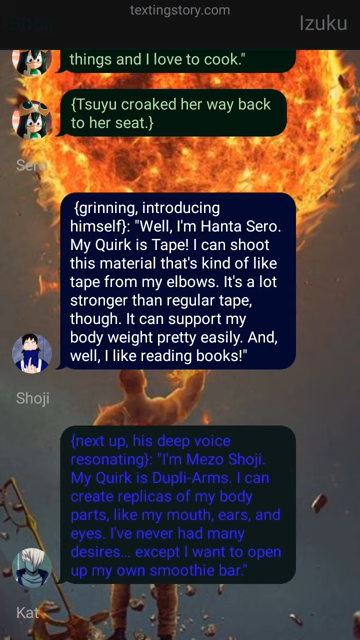 textingstory.com
Izuku
things and I love to cook."
{Tsuyu croaked her way back
to her seat.}
Sero
{grinning, introducing
himself}: "Well, I'm Hanta Sero.
My Quirk is Tape! I can shoot
this material that's kind of like
tape from my elbows. It's a lot
stronger than regular tape,
though. It can support my
body weight pretty easily. And,
well, I like reading books!"
Shoji
{next up, his deep voice
resonating}: "I'm Mezo Shoji.
My Quirk is Dupli-Arms. I can
create replicas of my body
parts, like my mouth, ears, and
eyes. I've never had many
desires... except I want to open
up my own smoothie bar."
Kat